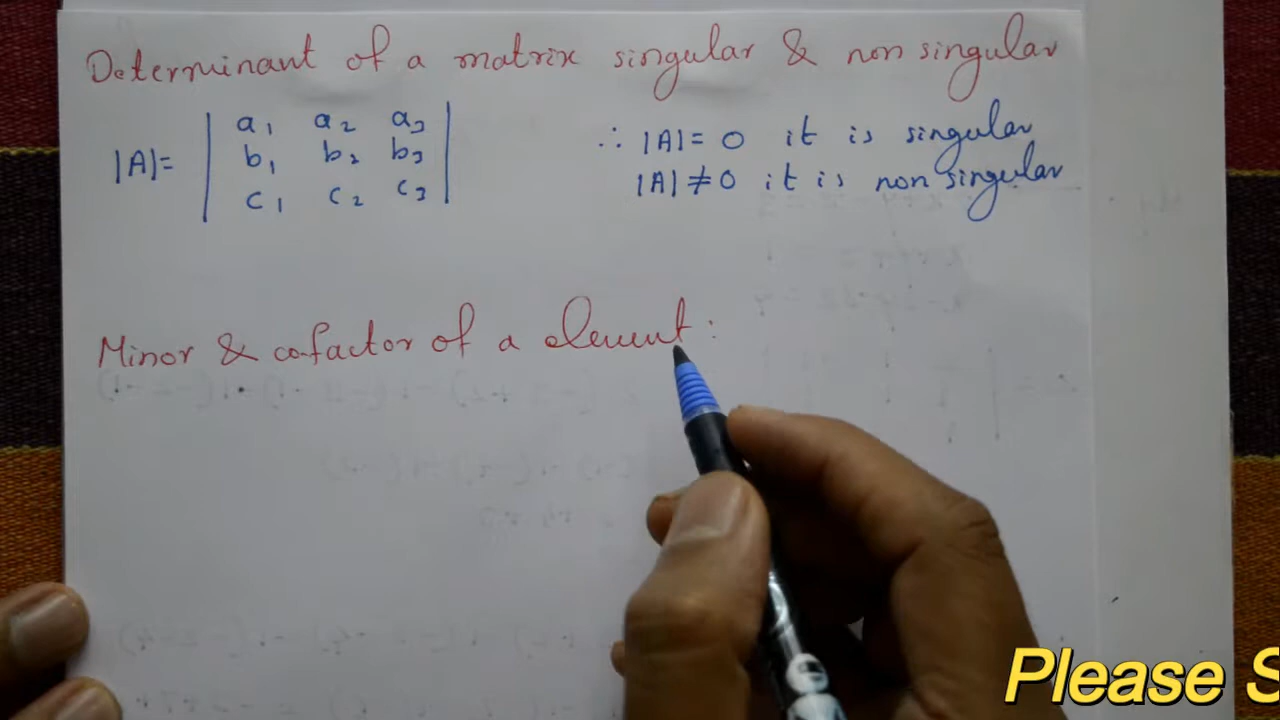 Determinant of a matrix singular & non singular
|A| = | a₁ a₂ a₃ |
| b₁ b₂ b₃ |
| c₁ c₂ c₃ |
∴ |A| = 0 it is singular
|A| ≠ 0 it is non singular
Minor & cofactor of a element :
Please S